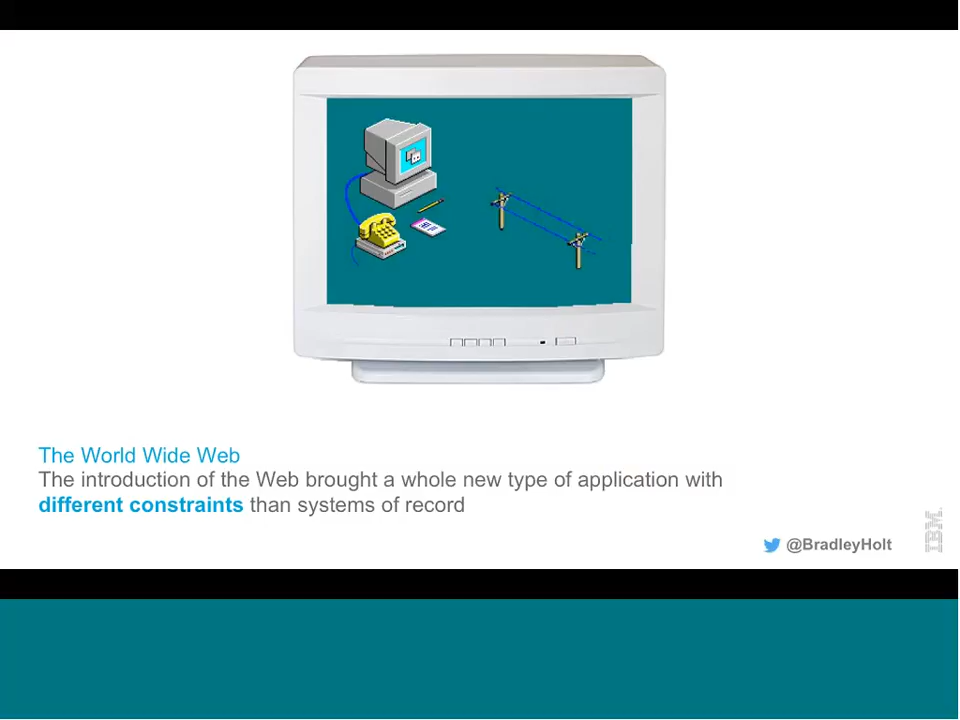 The World Wide Web
The introduction of the Web brought a whole new type of application with
different constraints than systems of record
@BradleyHolt
IBM